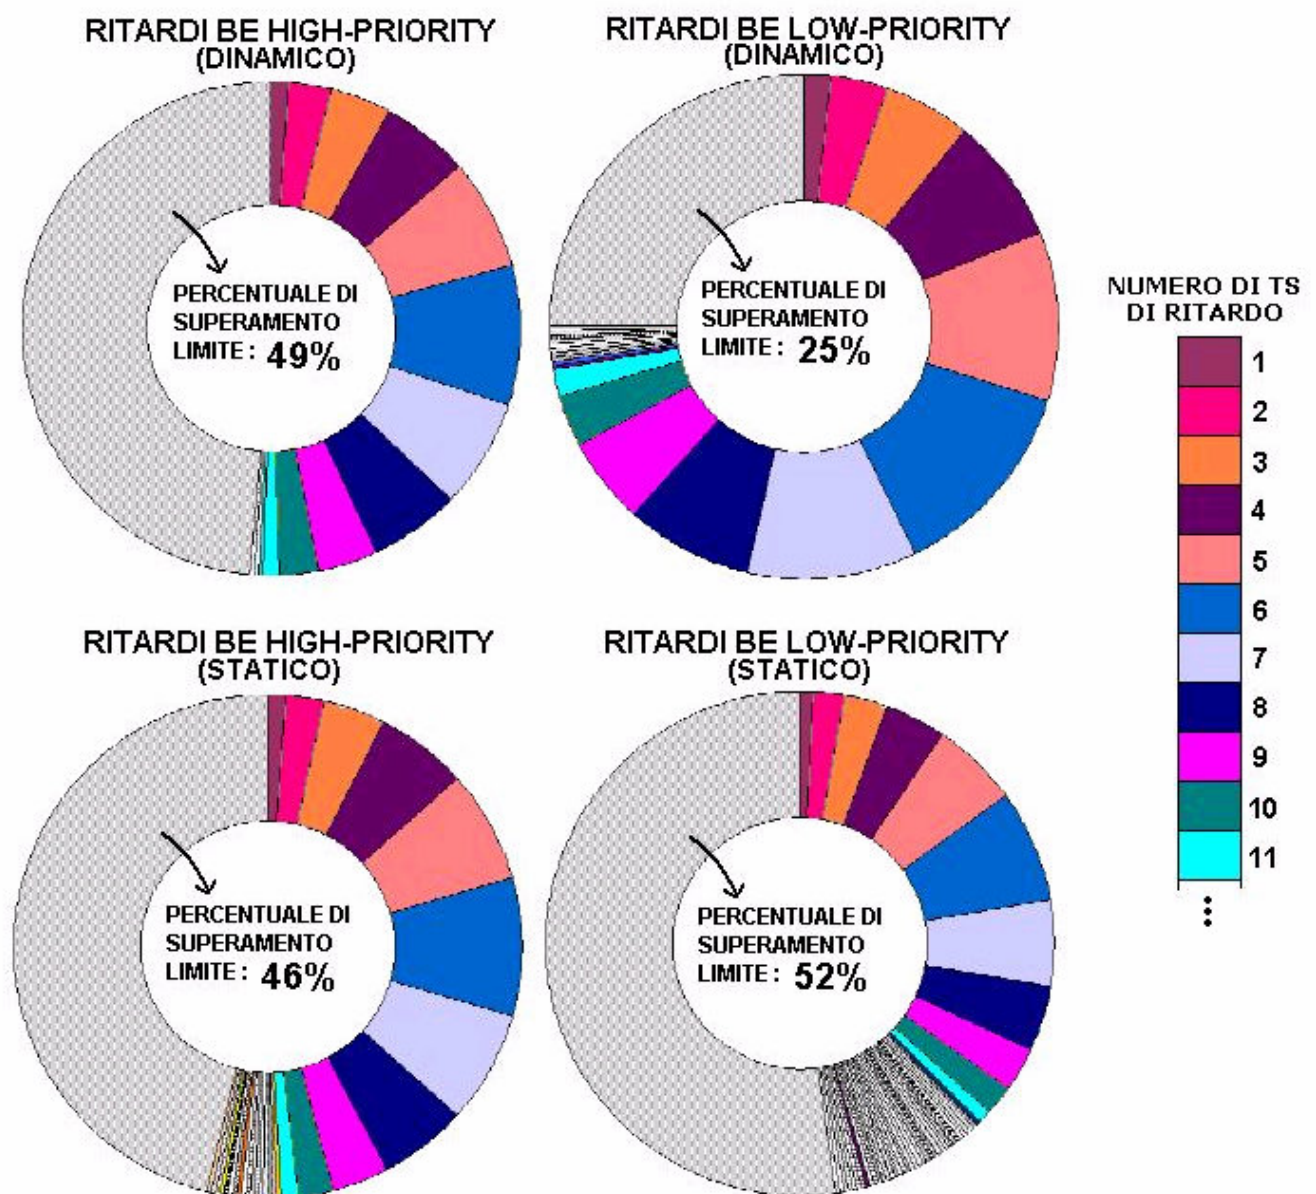 RITARDI BE HIGH-PRIORITY
(DINAMICO)
PERCENTUALE DI
SUPERAMENTO
LIMITE : 49%
RITARDI BE LOW-PRIORITY
(DINAMICO)
PERCENTUALE DI
SUPERAMENTO
LIMITE : 25%
RITARDI BE HIGH-PRIORITY
(STATICO)
PERCENTUALE DI
SUPERAMENTO
LIMITE : 46%
RITARDI BE LOW-PRIORITY
(STATICO)
PERCENTUALE DI
SUPERAMENTO
LIMITE : 52%
NUMERO DI TS
DI RITARDO
1
2
3
4
5
6
7
8
9
10
11